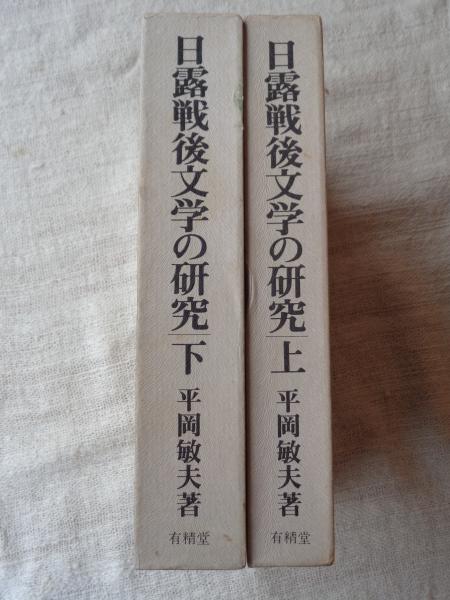 日露戦後文学の研究 上
平岡敏夫著
有精堂
日露戦後文学の研究 下
平岡敏夫著
有精堂